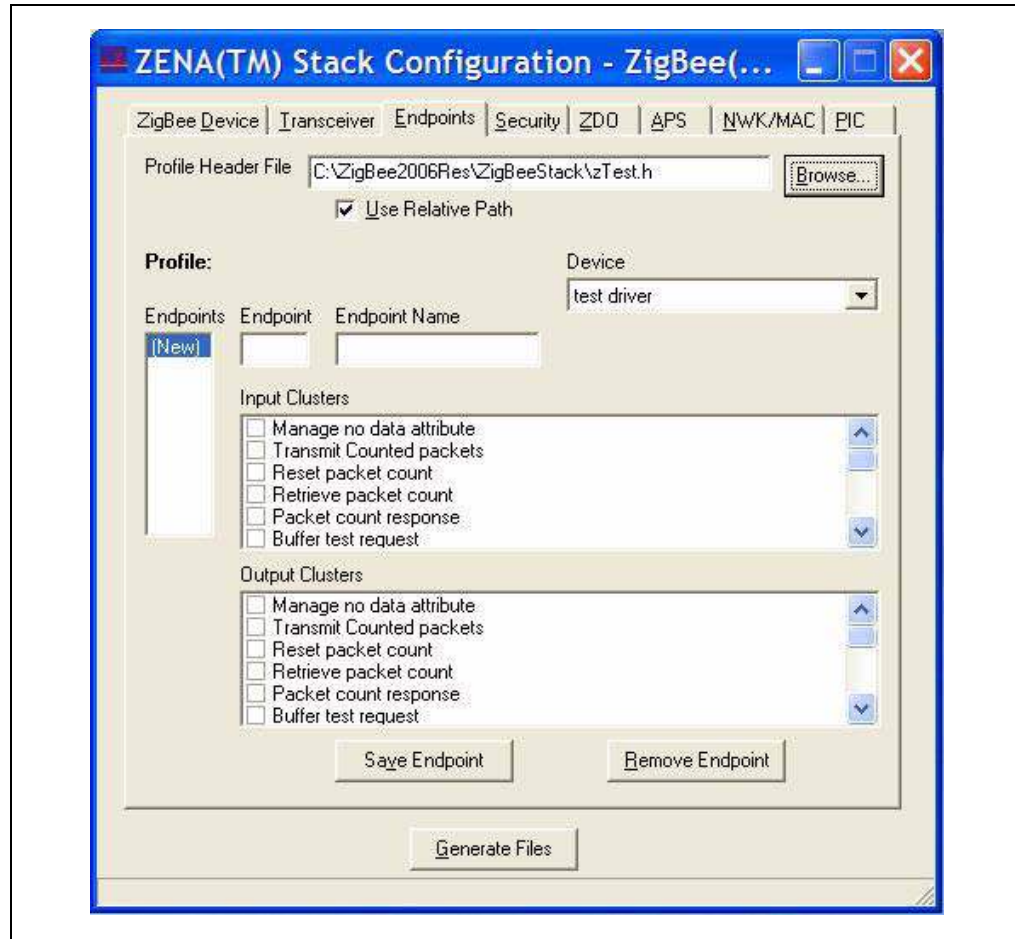 ZENA(TM) Stack Configuration - ZigBee(...
ZigBee Device Transceiver Endpoints Security ZDO APS NWK/MAC PIC
Profile Header File C:\ZigBee2006Res\ZigBeeStack\zTest.h Browse...
Use Relative Path
Profile:
Device
test driver
Endpoints Endpoint Endpoint Name
(New)
Input Clusters
Manage no data attribute
Transmit Counted packets
Reset packet count
Retrieve packet count
Packet count response
Buffer test request
Output Clusters
Manage no data attribute
Transmit Counted packets
Reset packet count
Retrieve packet count
Packet count response
Buffer test request
Save Endpoint Remove Endpoint
Generate Files